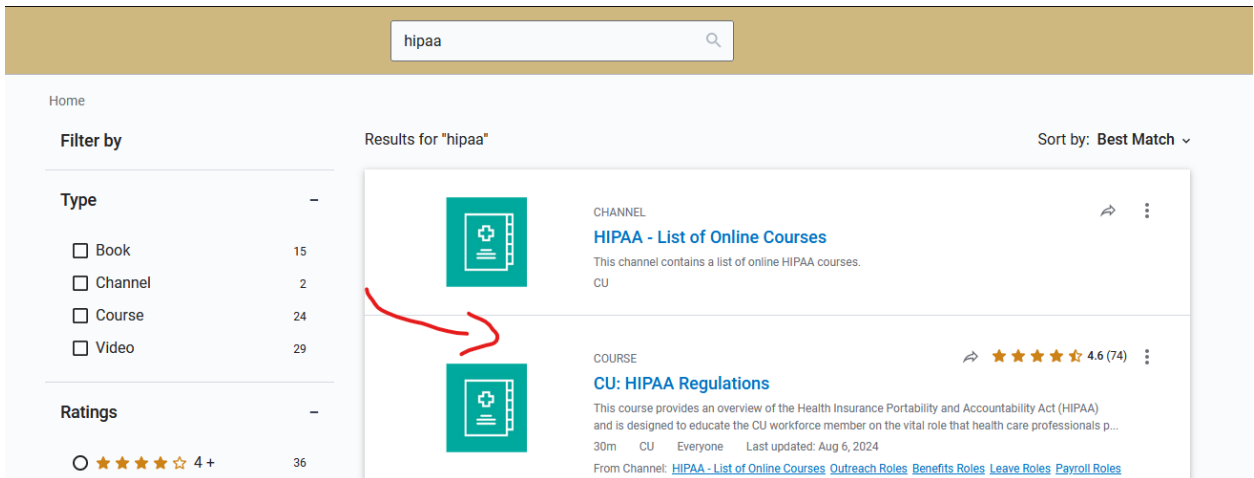 hipaa
Home
Filter by
Results for "hipaa"
Sort by: Best Match
Type
Book 15
Channel 2
Course 24
Video 29
Ratings
4 + 36
CHANNEL
HIPAA - List of Online Courses
This channel contains a list of online HIPAA courses.
CU
COURSE
4.6 (74)
CU: HIPAA Regulations
This course provides an overview of the Health Insurance Portability and Accountability Act (HIPAA)
and is designed to educate the CU workforce member on the vital role that health care professionals p...
30m CU Everyone Last updated: Aug 6, 2024
From Channel: HIPAA - List of Online Courses Outreach Roles Benefits Roles Leave Roles Payroll Roles